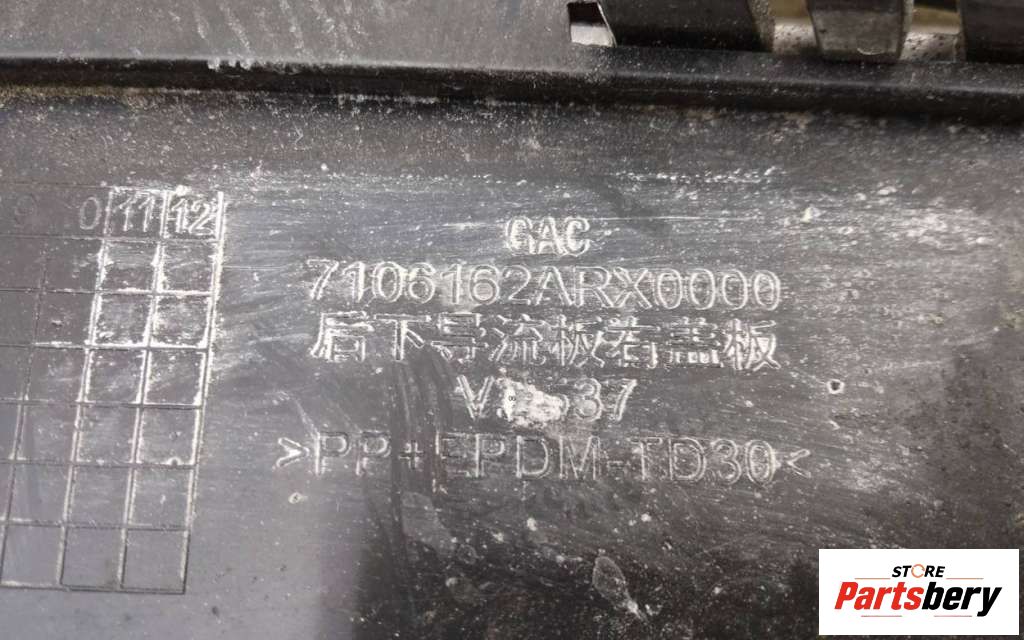 0 11 12
GAC
7106162ARX0000
后下导流板右盖板
>PP+EPDM-TD30<
STORE
Partsbery